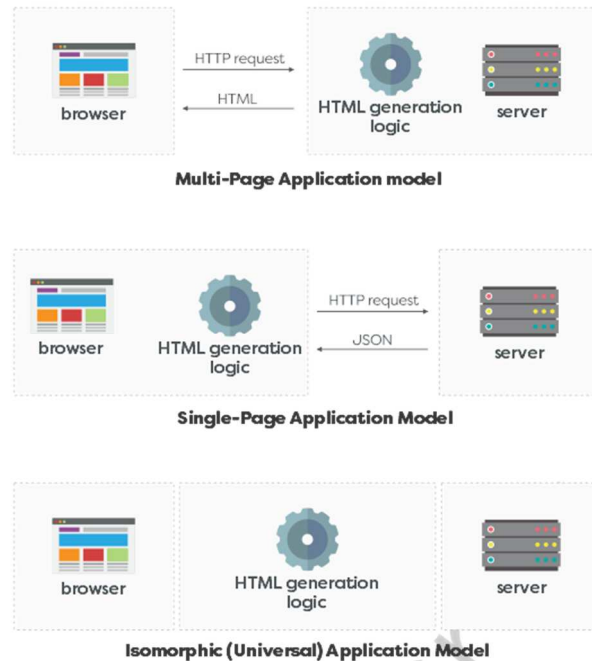 HTTP request
HTML
browser
HTML generation
logic
server
Multi-Page Application model
HTTP request
JSON
browser
HTML generation
logic
server
Single-Page Application Model
browser
HTML generation
logic
server
Isomorphic (Universal) Application Model